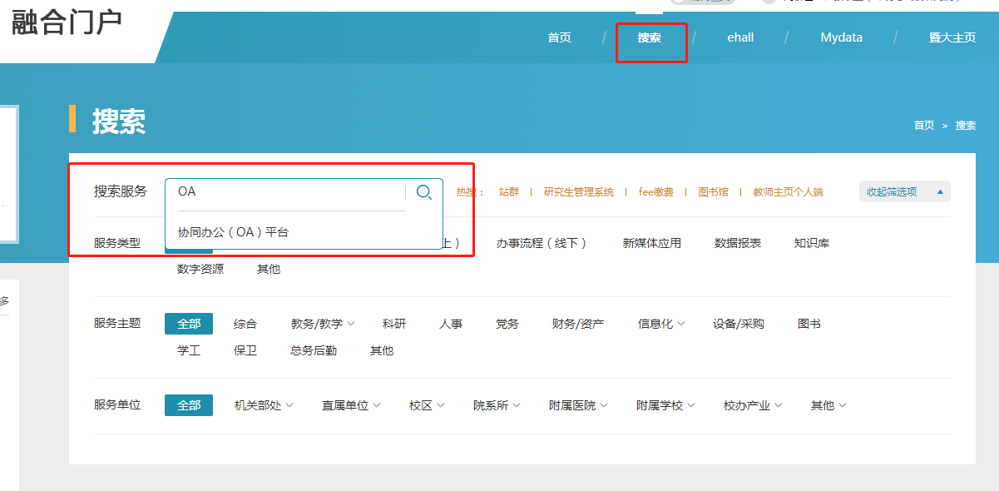 融合门户
首页 / 搜索 / ehall / Mydata / 暨大主页
搜索
首页 > 搜索
搜索服务 OA 热搜： 站群 | 研究生管理系统 | fee缴费 | 图书馆 | 教师主页个人端 收起筛选项
协同办公（OA）平台
服务类型 上） 办事流程（线下） 新媒体应用 数据报表 知识库
数字资源 其他
多
服务主题 全部 综合 教务/教学 科研 人事 党务 财务/资产 信息化 设备/采购 图书
学工 保卫 总务后勤 其他
服务单位 全部 机关部处 直属单位 校区 院系所 附属医院 附属学校 校办产业 其他